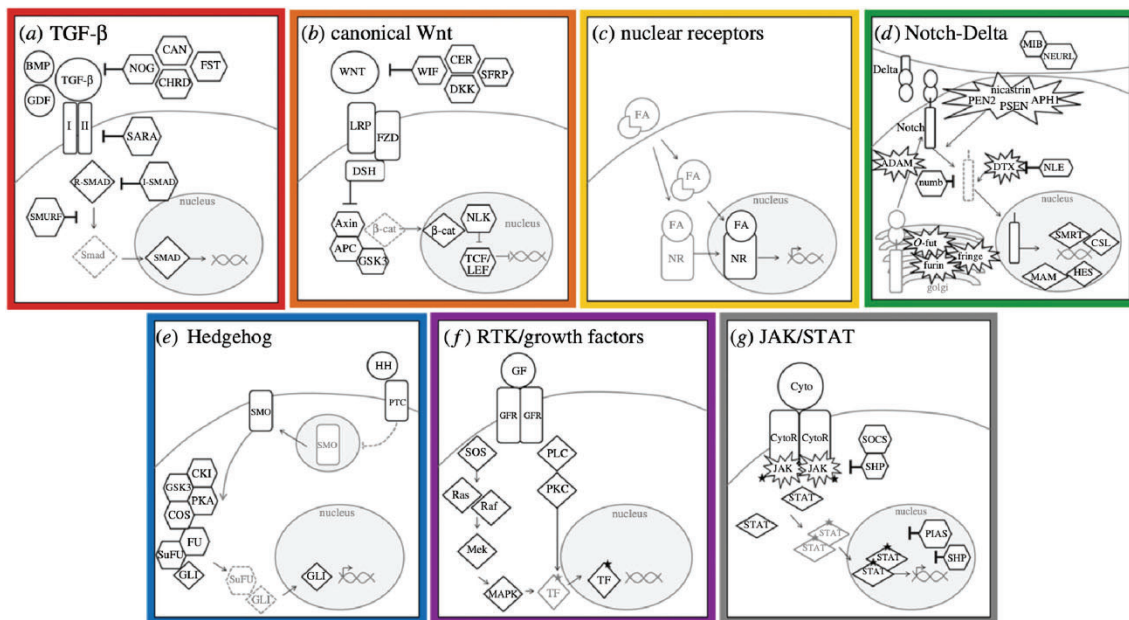 (a) TGF-β
BMP
TGF-β
GDF
NOG
CAN
CHRD
FST
I
II
SARA
R-SMAD
I-SMAD
SMURF
Smad
nucleus
SMAD
(b) canonical Wnt
WNT
WIF
CER
DKK
SFRP
LRP
FZD
DSH
Axin
β-cat
APC
GSK3
β-cat
NLK
nucleus
TCF/
LEF
(c) nuclear receptors
FA
FA
FA
NR
nucleus
FA
NR
(d) Notch-Delta
Delta
MIB
NEURL
nicastrin
PEN2
PSEN
APH1
Notch
ADAM
numb
DTX
NLE
nucleus
O-fut
furin
fringe
golgi
SMRT
CSL
MAM
HES
(e) Hedgehog
HH
PTC
SMO
SMO
CKI
GSK3
PKA
COS
FU
SuFU
GLI
SuFU
GLI
nucleus
GLI
(f) RTK/growth factors
GF
GFR
GFR
SOS
PLC
Ras
Raf
PKC
Mek
MAPK
TF
nucleus
TF
(g) JAK/STAT
Cyto
CytoR
CytoR
JAK
JAK
SOCS
SHP
STAT
STAT
STAT
STAT
nucleus
PIAS
SHP
STAT
STAT